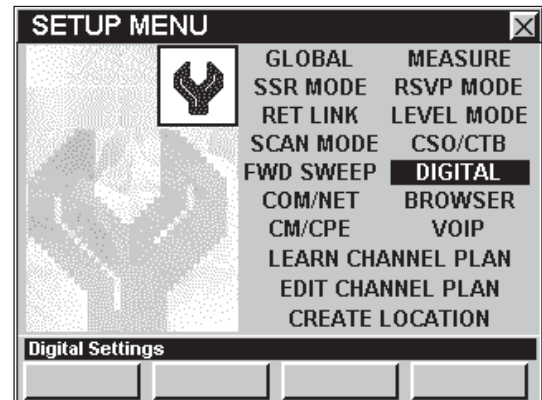 SETUP MENU
GLOBAL MEASURE
SSR MODE RSVP MODE
RET LINK LEVEL MODE
SCAN MODE CSO/CTB
FWD SWEEP DIGITAL
COM/NET BROWSER
CM/CPE VOIP
LEARN CHANNEL PLAN
EDIT CHANNEL PLAN
CREATE LOCATION
Digital Settings